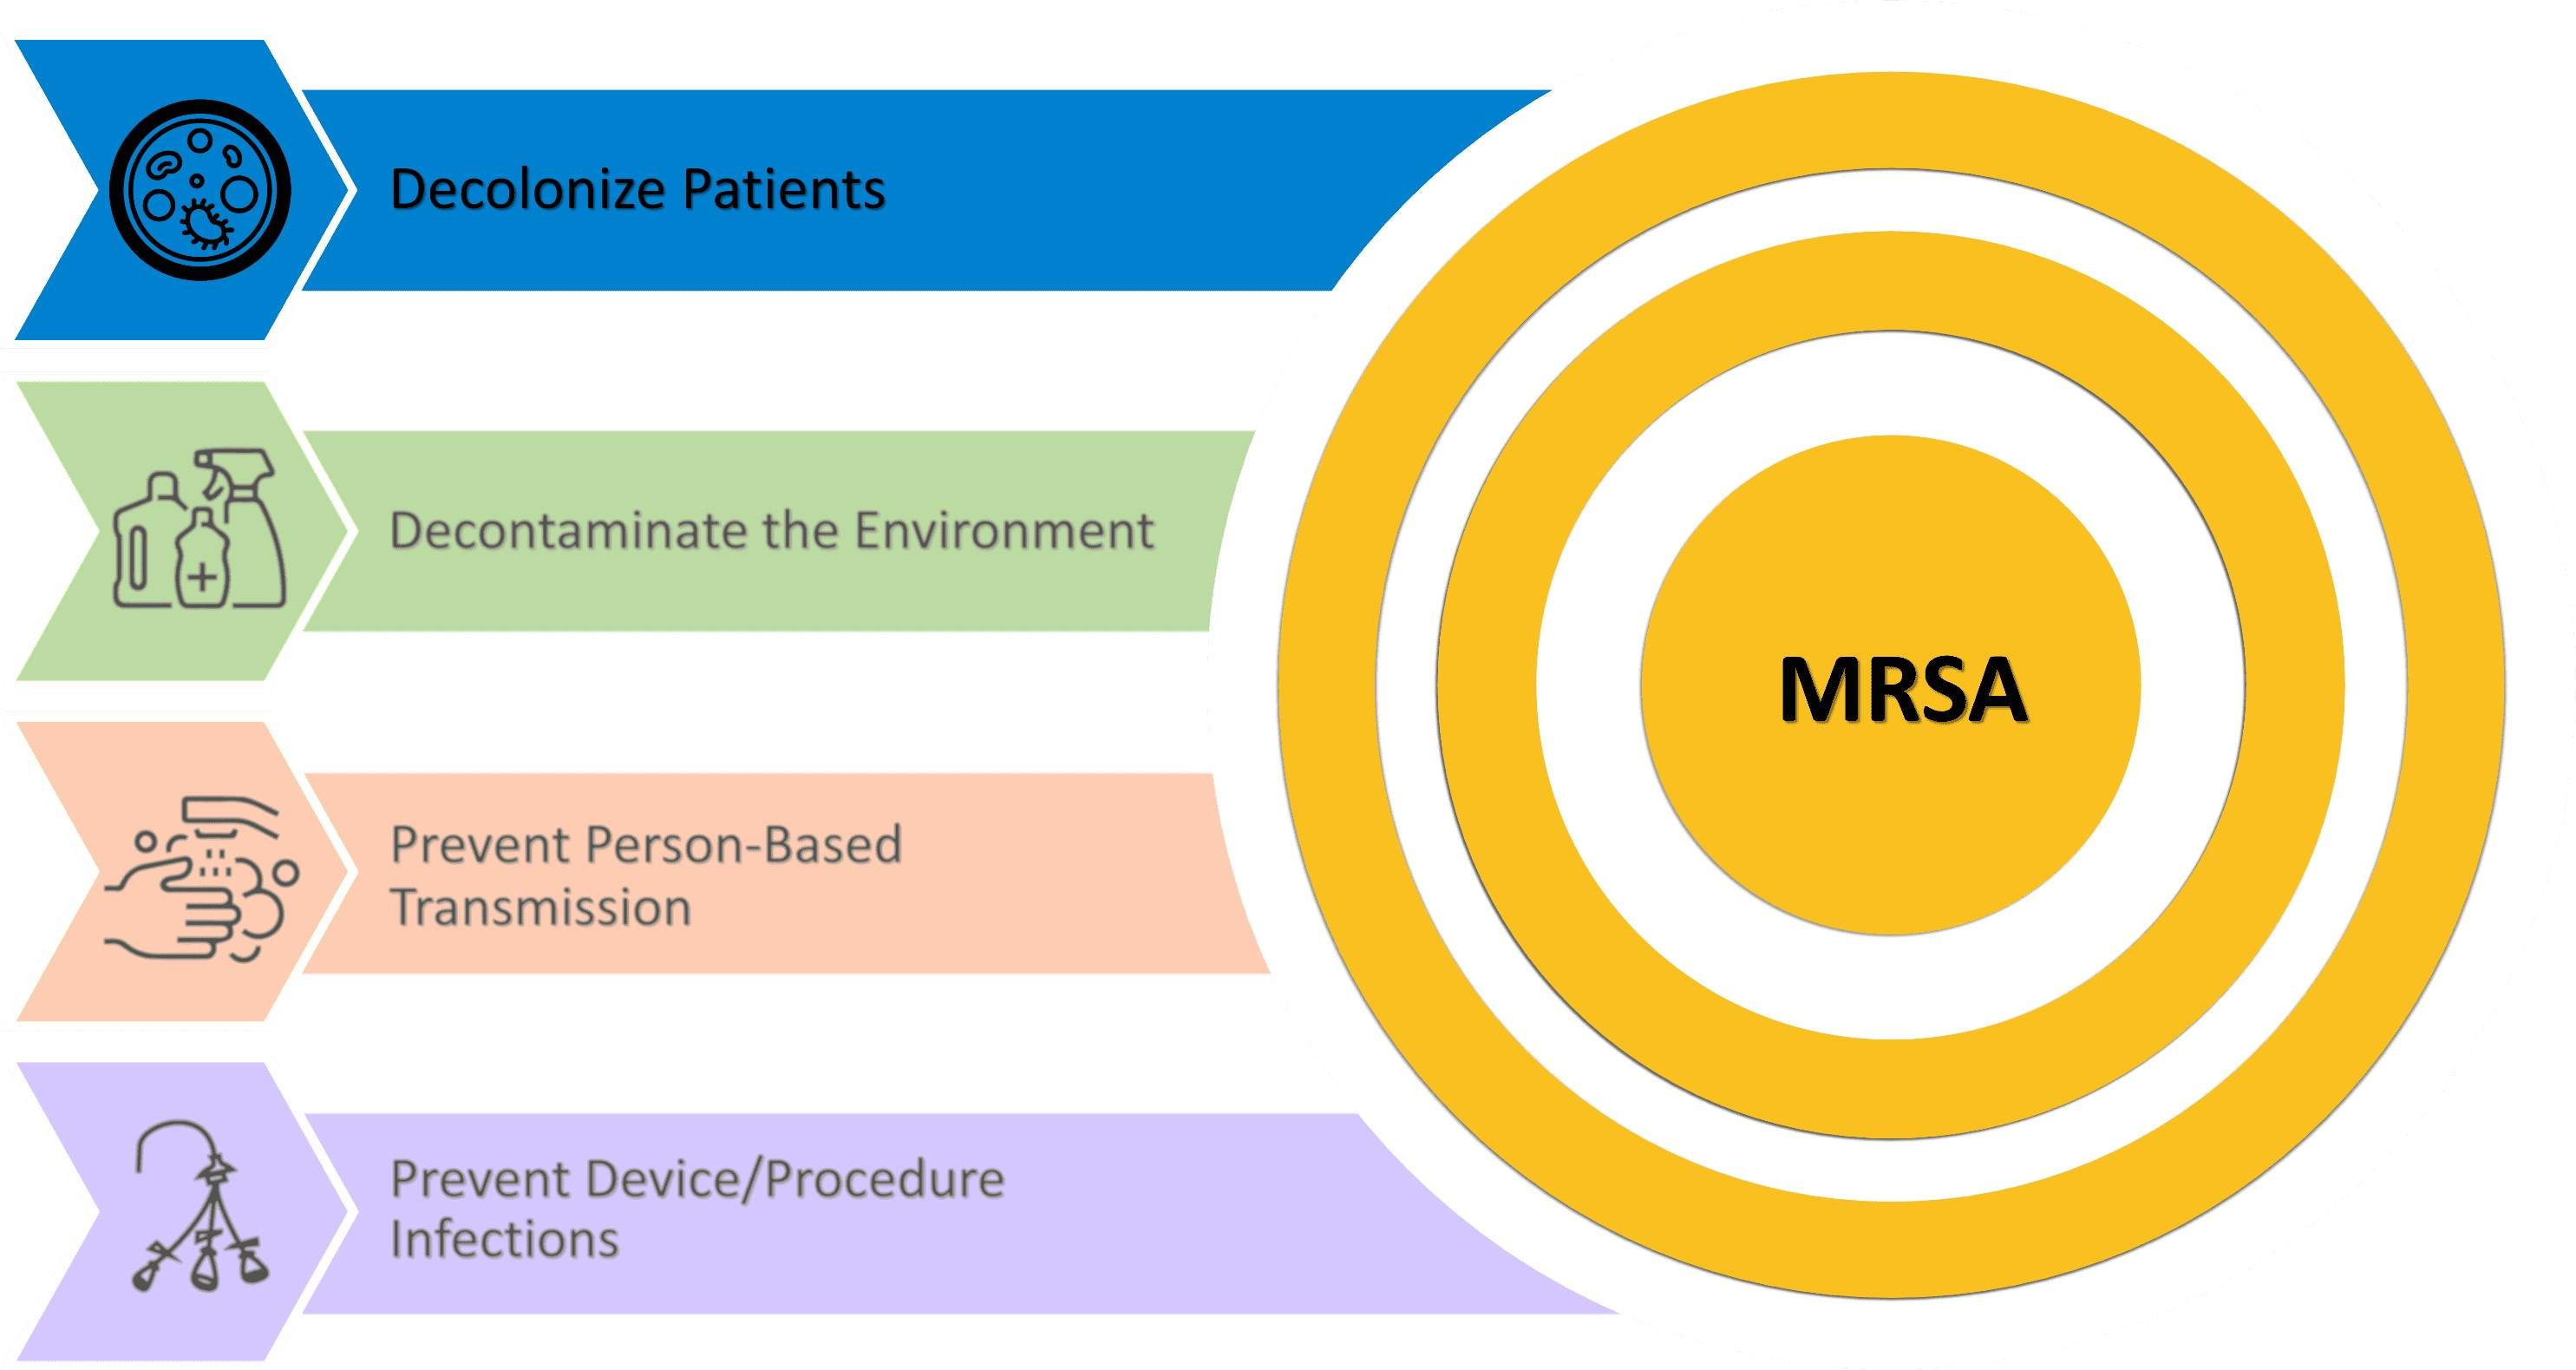 Decolonize Patients
Decontaminate the Environment
Prevent Person-Based
Transmission
Prevent Device/Procedure
Infections
MRSA